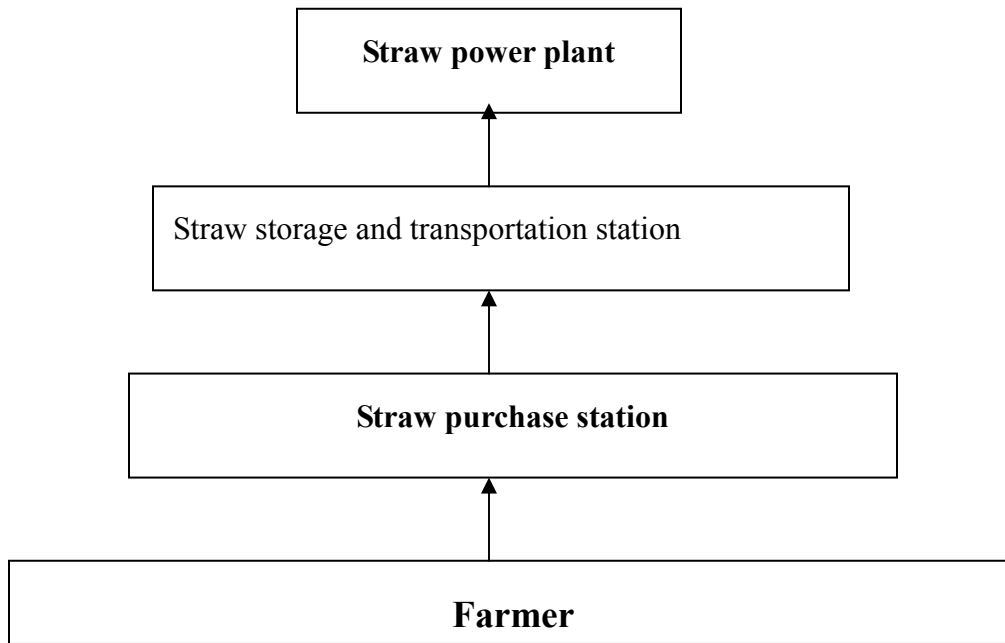 Straw power plant
Straw storage and transportation station
Straw purchase station
Farmer